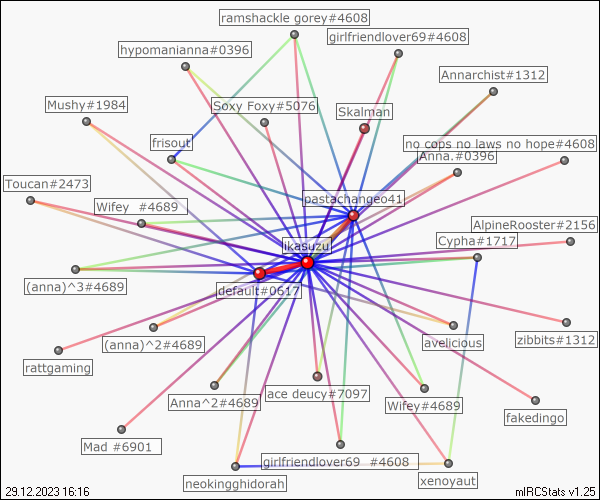 ramshackle gorey#4608
girlfriendlover69#4608
hypomanianna#0396
Annarchist#1312
Mushy#1984
Soxy Foxy#5076
Skalman
frisout
no cops no laws no hope#4608
Anna.#0396
Toucan#2473
pastachangeo41
Wifey  #4689
AlpineRooster#2156
ikasuzu
Cypha#1717
(anna)^3#4689
default#0617
(anna)^2#4689
avelicious
zibbits#1312
rattgaming
ace deucy#7097
Anna^2#4689
Wifey#4689
fakedingo
Mad #6901
girlfriendlover69  #4608
neokingghidorah
xenoyaut
29.12.2023 16:16
mIRCStats v1.25